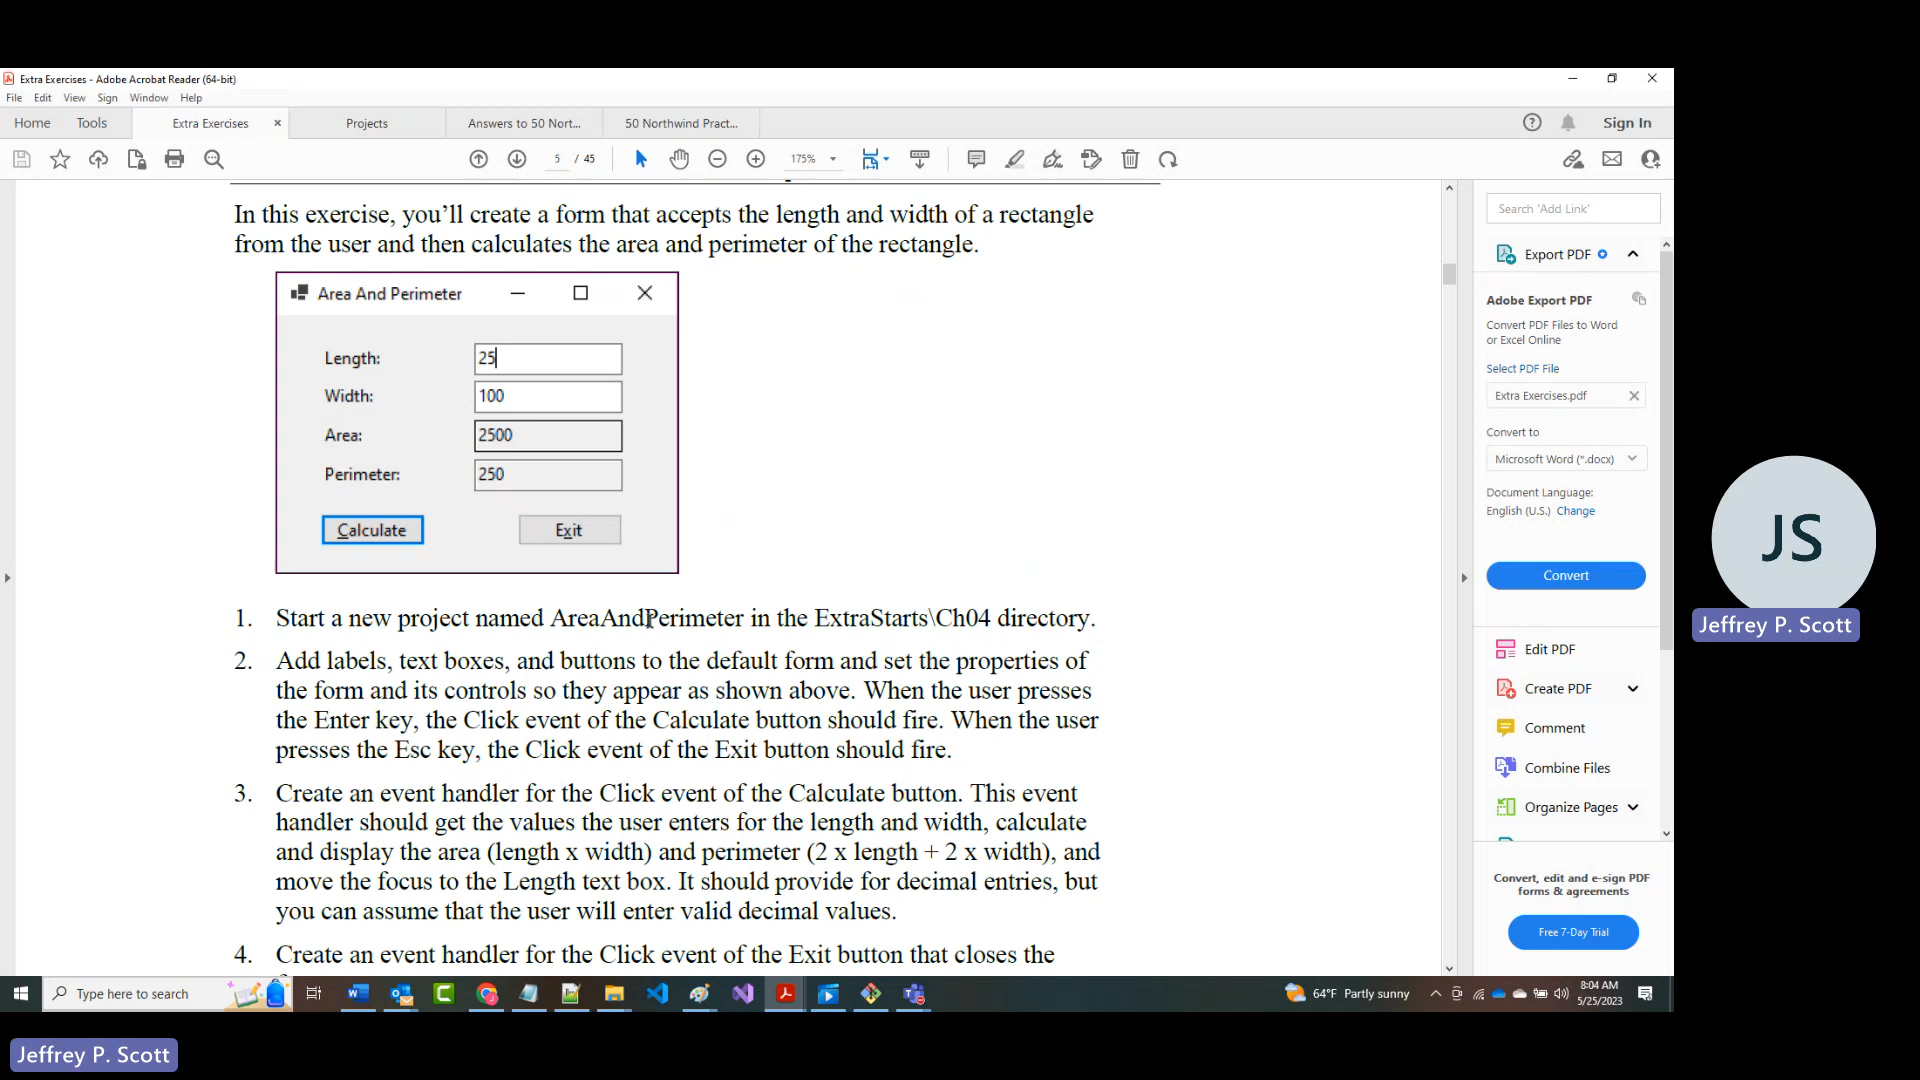 Extra Exercises - Adobe Acrobat Reader (64-bit)
File Edit View Sign Window Help
Home Tools Extra Exercises × Projects Answers to 50 Nort... 50 Northwind Pract... Sign In
5 / 45 175%
In this exercise, you'll create a form that accepts the length and width of a rectangle
from the user and then calculates the area and perimeter of the rectangle.
Area And Perimeter
Length: 25
Width: 100
Area: 2500
Perimeter: 250
Calculate Exit
1. Start a new project named AreaAndPerimeter in the ExtraStarts\Ch04 directory.
2. Add labels, text boxes, and buttons to the default form and set the properties of
the form and its controls so they appear as shown above. When the user presses
the Enter key, the Click event of the Calculate button should fire. When the user
presses the Esc key, the Click event of the Exit button should fire.
3. Create an event handler for the Click event of the Calculate button. This event
handler should get the values the user enters for the length and width, calculate
and display the area (length x width) and perimeter (2 x length + 2 x width), and
move the focus to the Length text box. It should provide for decimal entries, but
you can assume that the user will enter valid decimal values.
4. Create an event handler for the Click event of the Exit button that closes the
Search 'Add Link'
Export PDF
Adobe Export PDF
Convert PDF Files to Word
or Excel Online
Select PDF File
Extra Exercises.pdf
Convert to
Microsoft Word (*.docx)
Document Language:
English (U.S.) Change
Convert
Edit PDF
Create PDF
Comment
Combine Files
Organize Pages
Convert, edit and e-sign PDF
forms & agreements
Free 7-Day Trial
JS
Jeffrey P. Scott
Type here to search
64°F Partly sunny
8:04 AM
5/25/2023
Jeffrey P. Scott